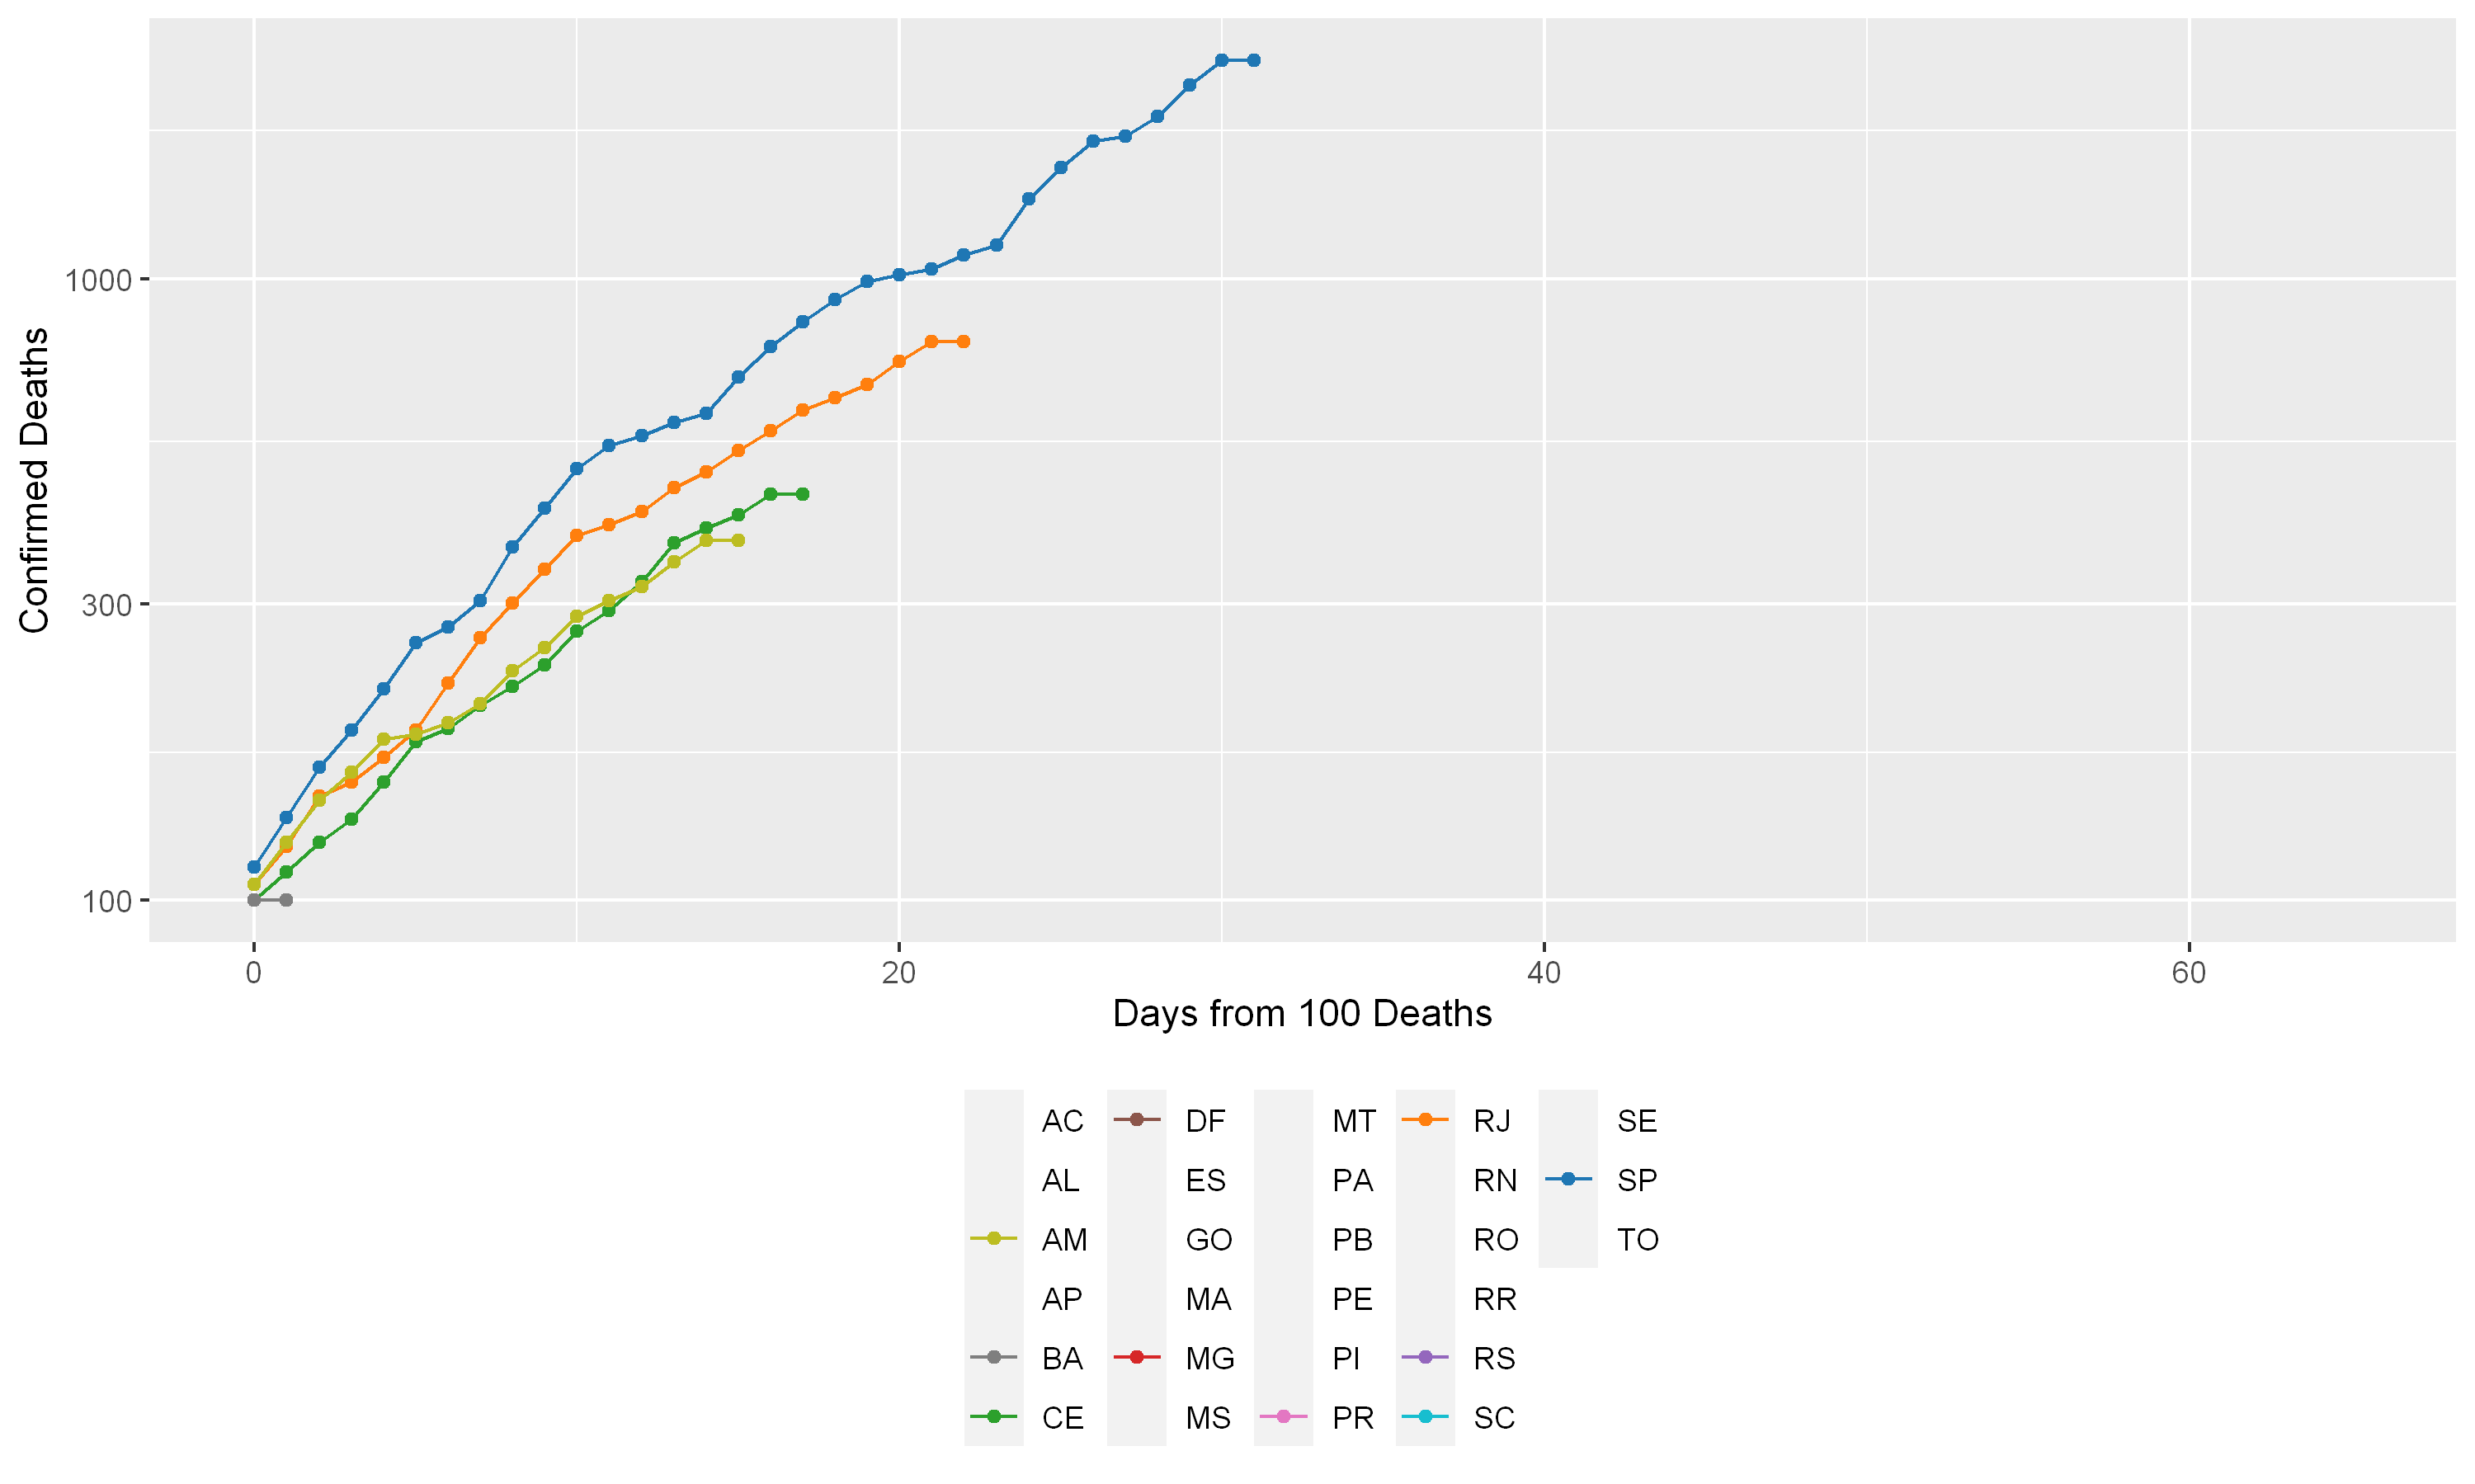 Confirmed Deaths
1000
300
100
0 20 40 60
Days from 100 Deaths
AC DF MT RJ SE
AL ES PA RN SP
AM GO PB RO TO
AP MA PE RR
BA MG PI RS
CE MS PR SC